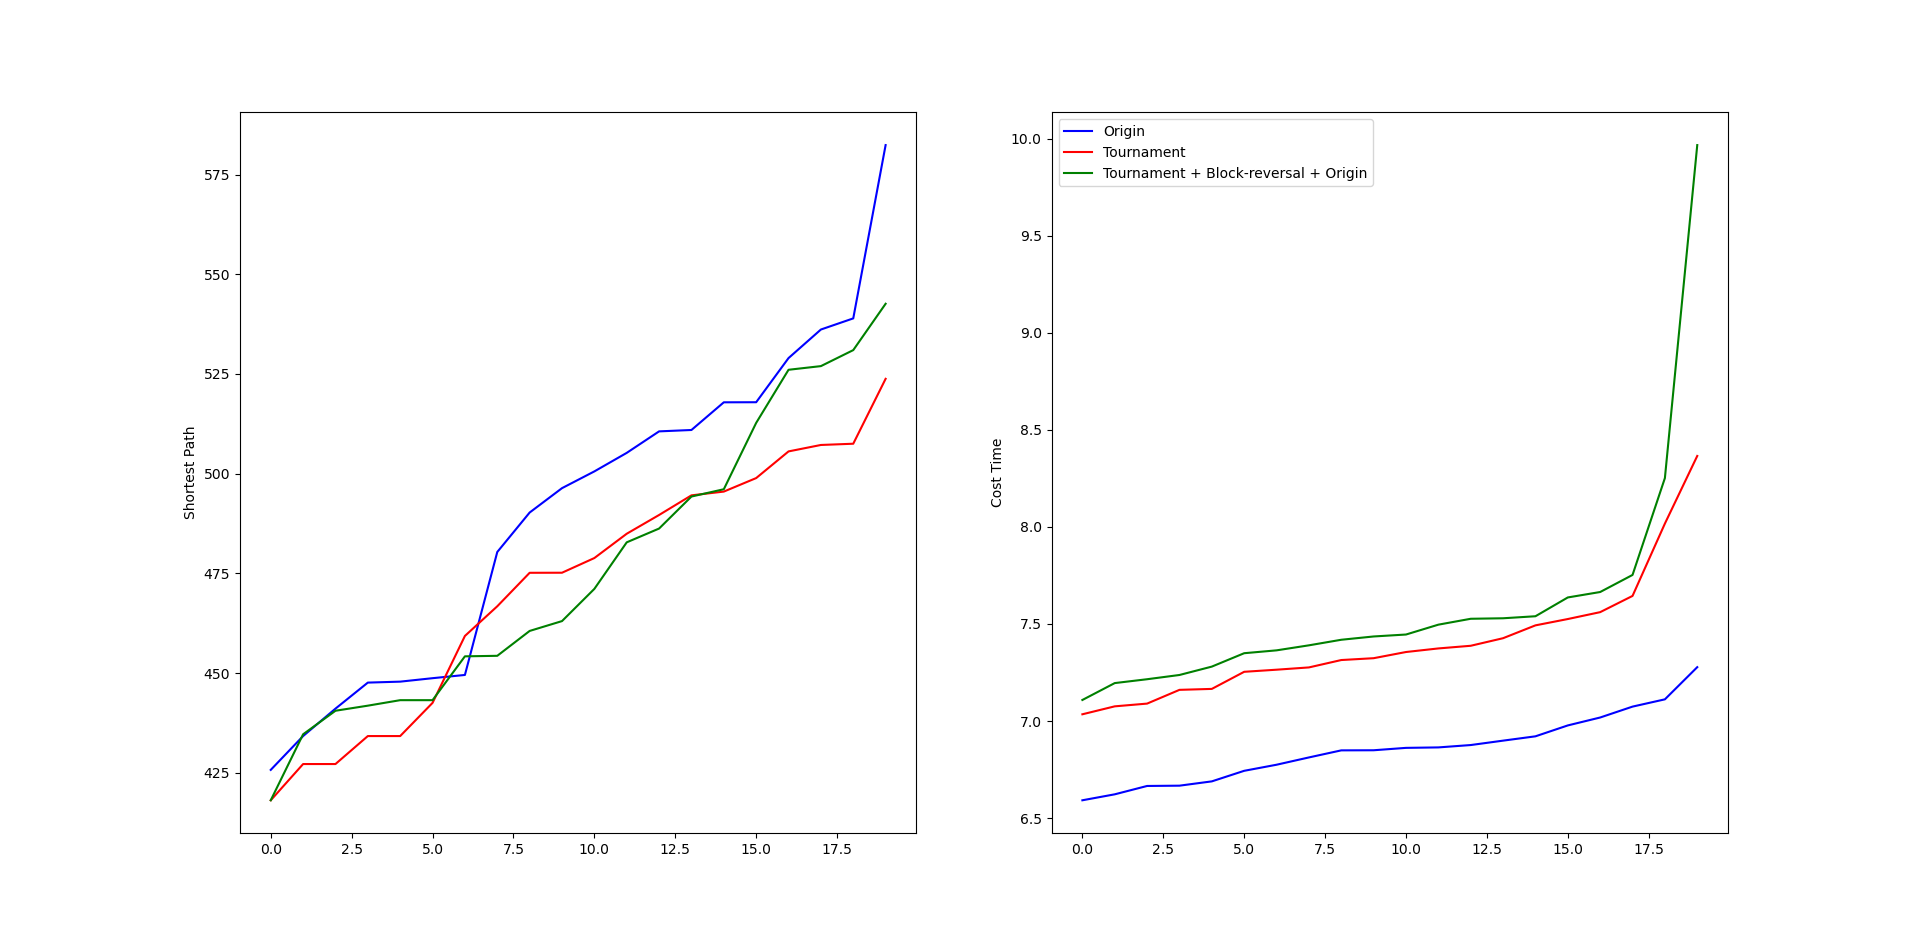 575
550
525
500
475
450
425
Shortest Path
0.0 2.5 5.0 7.5 10.0 12.5 15.0 17.5
Origin
Tournament
Tournament + Block-reversal + Origin
10.0
9.5
9.0
8.5
8.0
7.5
7.0
6.5
Cost Time
0.0 2.5 5.0 7.5 10.0 12.5 15.0 17.5